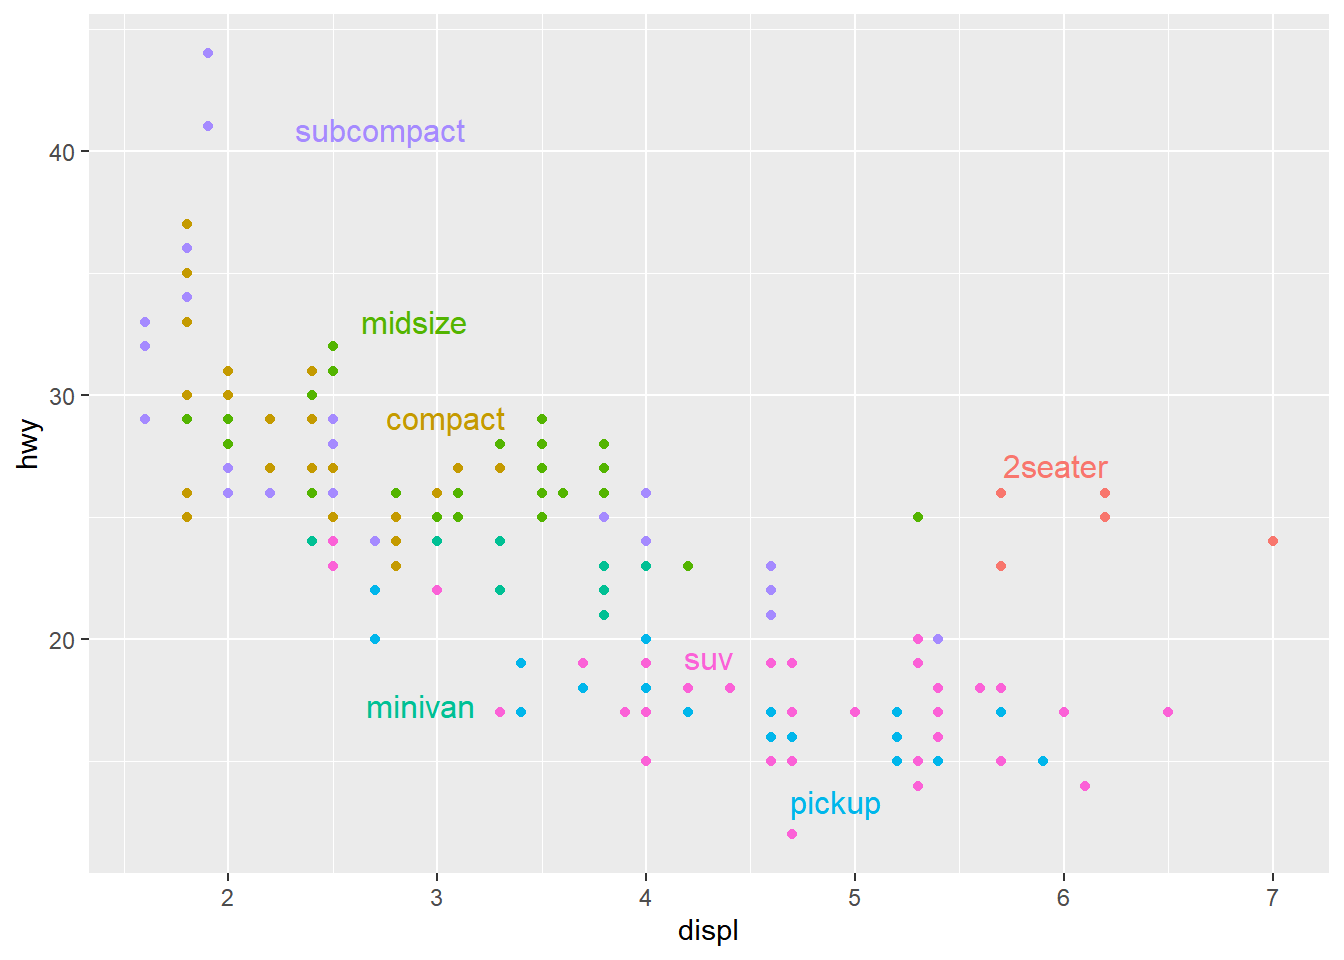 subcompact
40
midsize
30
compact
hwy
2seater
20
suv
minivan
pickup
2 3 4 5 6 7
displ